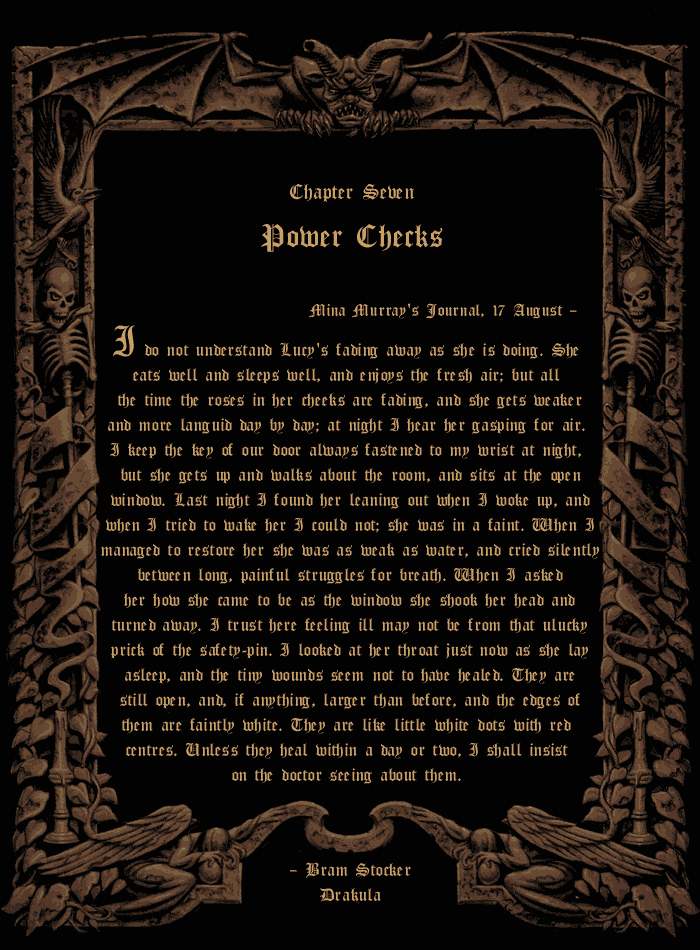 Chapter Seven
Power Checks
Mina Murray's Journal, 17 August –
I do not understand Lucy's fading away as she is doing. She
eats well and sleeps well, and enjoys the fresh air; but all
the time the roses in her cheeks are fading, and she gets weaker
and more languid day by day; at night I hear her gasping for air.
I keep the key of our door always fastened to my wrist at night,
but she gets up and walks about the room, and sits at the open
window. Last night I found her leaning out when I woke up, and
when I tried to wake her I could not; she was in a faint. When I
managed to restore her she was as weak as water, and cried silently
between long, painful struggles for breath. When I asked
her how she came to be as the window she shook her head and
turned away. I trust here feeling ill may not be from that ulucky
prick of the safety-pin. I looked at her throat just now as she lay
asleep, and the tiny wounds seem not to have healed. They are
still open, and, if anything, larger than before, and the edges of
them are faintly white. They are like little white dots with red
centres. Unless they heal within a day or two, I shall insist
on the doctor seeing about them.
– Bram Stocker
Drakula